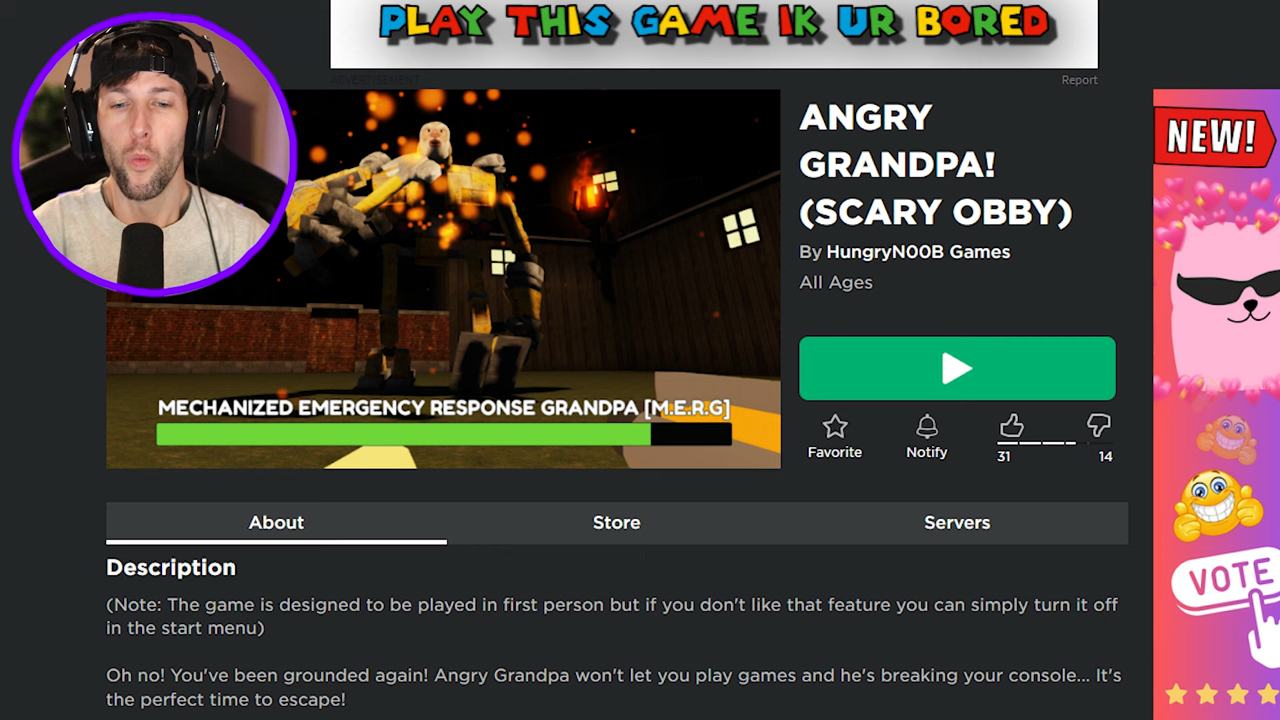 PLAY THIS GAME IK UR BORED
ADVERTISEMENT
Report
ANGRY
GRANDPA!
(SCARY OBBY)
By HungryN00B Games
All Ages
NEW!
MECHANIZED EMERGENCY RESPONSE GRANDPA [M.E.R.G]
Favorite
Notify
31
14
About
Store
Servers
Description
(Note: The game is designed to be played in first person but if you don't like that feature you can simply turn it off
in the start menu)
Oh no! You've been grounded again! Angry Grandpa won't let you play games and he's breaking your console... It's
the perfect time to escape!
VOTE